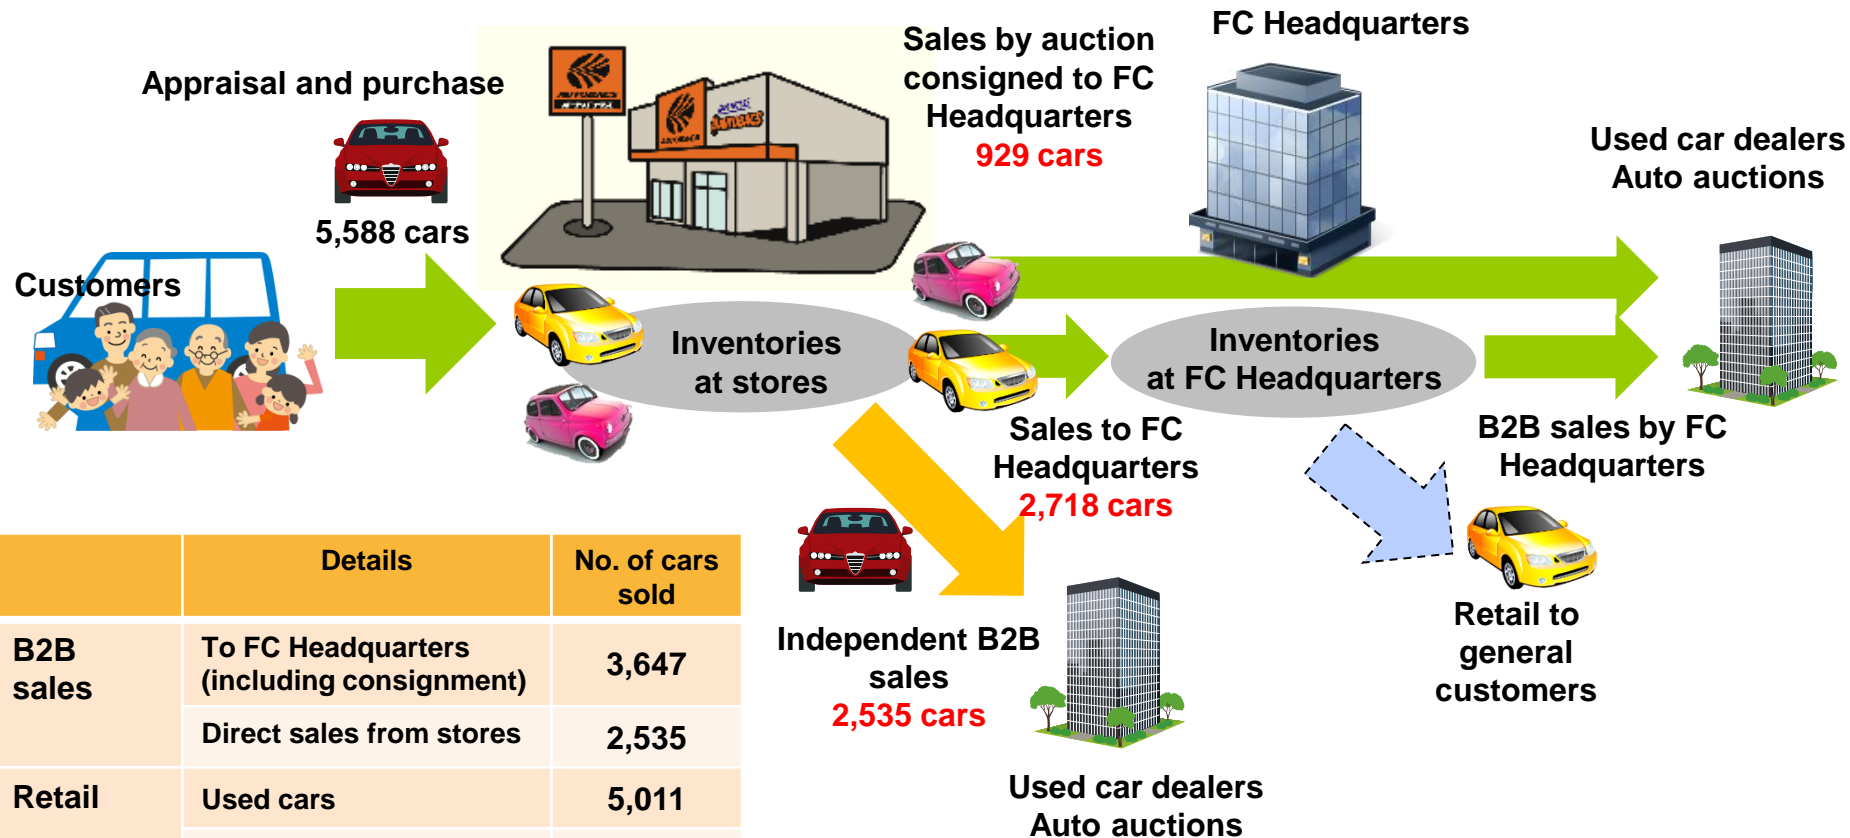 FC Headquarters
Sales by auction
consigned to FC
Headquarters
929 cars
Appraisal and purchase
AUTOBACS
Used car dealers
Auto auctions
5,588 cars
Customers
AUTOBACS
Inventories
at stores
Inventories
at FC Headquarters
Sales to FC
Headquarters
2,718 cars
B2B sales by FC
Headquarters
Details
No. of cars
sold
B2B
sales
To FC Headquarters
(including consignment)
3,647
Direct sales from stores
2,535
Retail
Used cars
5,011
Independent B2B
sales
2,535 cars
Retail to
general
customers
Used car dealers
Auto auctions